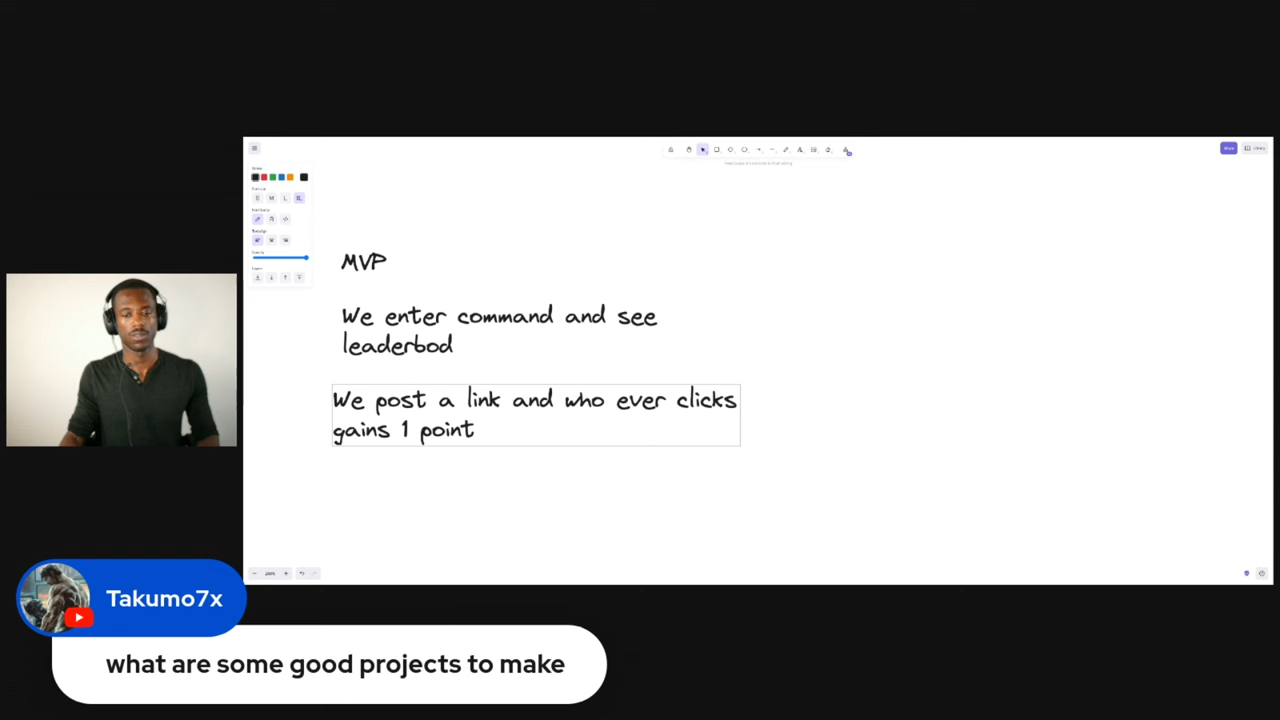 MVP
We enter command and see
leaderbod
We post a link and who ever clicks
gains 1 point
Takumo7x
what are some good projects to make